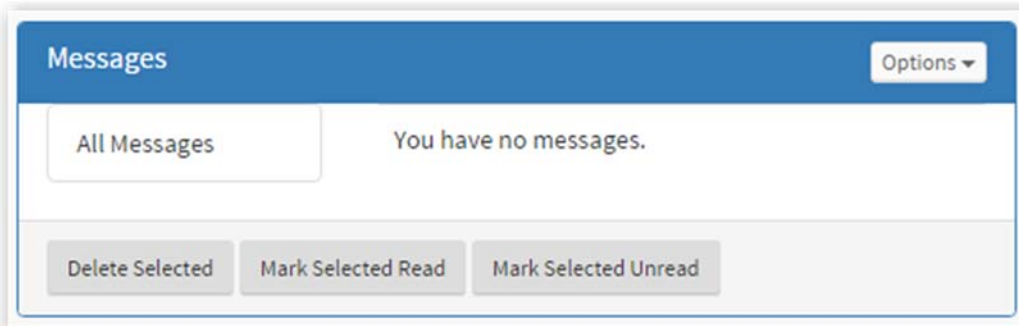 Messages
Options
All Messages
You have no messages.
Delete Selected
Mark Selected Read
Mark Selected Unread